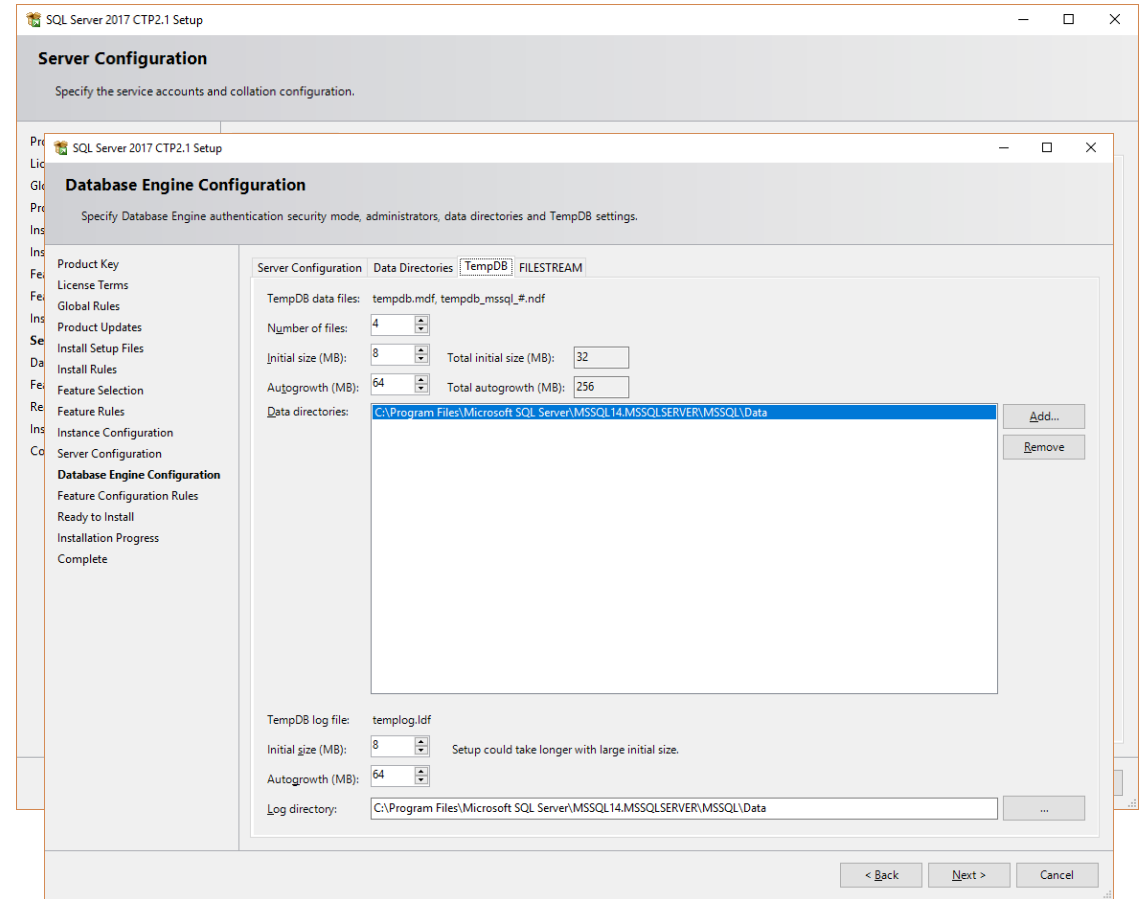 SQL Server 2017 CTP2.1 Setup
Server Configuration
Specify the service accounts and collation configuration.
SQL Server 2017 CTP2.1 Setup
Database Engine Configuration
Specify Database Engine authentication security mode, administrators, data directories and TempDB settings.
Product Key
License Terms
Global Rules
Product Updates
Install Setup Files
Install Rules
Feature Selection
Feature Rules
Instance Configuration
Server Configuration
Database Engine Configuration
Feature Configuration Rules
Ready to Install
Installation Progress
Complete
Server Configuration Data Directories TempDB FILESTREAM
TempDB data files: tempdb.mdf, tempdb_mssql_#.ndf
Number of files: 4
Initial size (MB): 8 Total initial size (MB): 32
Autogrowth (MB): 64 Total autogrowth (MB): 256
Data directories: C:\Program Files\Microsoft SQL Server\MSSQL14.MSSQLSERVER\MSSQL\Data
Add...
Remove
TempDB log file: templog.ldf
Initial size (MB): 8 Setup could take longer with large initial size.
Autogrowth (MB): 64
Log directory: C:\Program Files\Microsoft SQL Server\MSSQL14.MSSQLSERVER\MSSQL\Data ...
< Back Next > Cancel